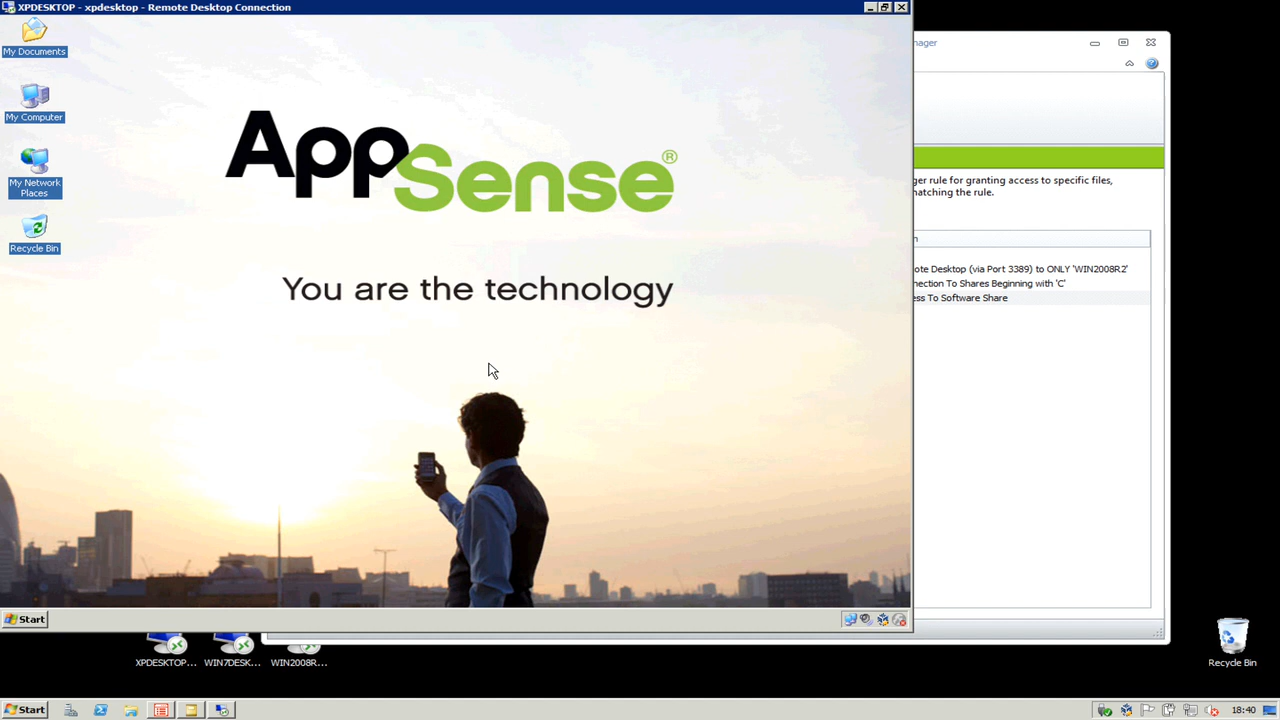 XPDESKTOP - xpdesktop - Remote Desktop Connection
My Documents
My Computer
My Network
Places
Recycle Bin
AppSense®
You are the technology
Start
ager
ger rule for granting access to specific files,
matching the rule.
n
ote Desktop (via Port 3389) to ONLY 'WIN2008R2'
nection To Shares Beginning with 'C'
ess To Software Share
XPDESKTOP...
WIN7DESK...
WIN2008R...
Recycle Bin
Start
18:40